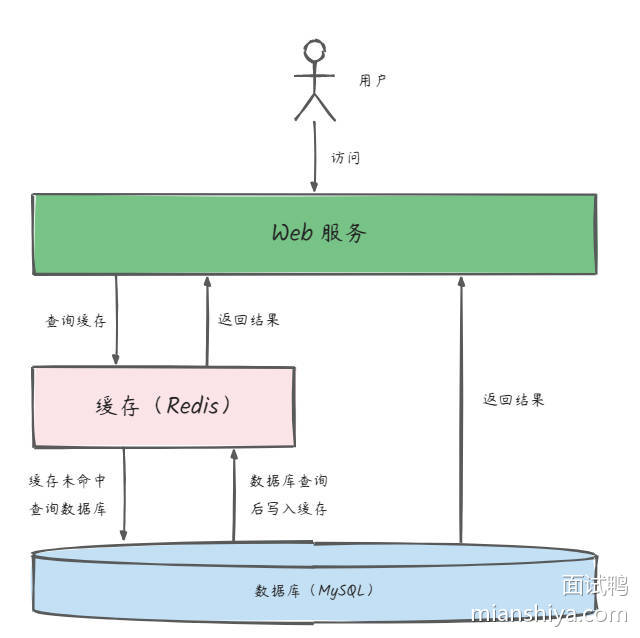 用户
访问
Web 服务
查询缓存
返回结果
缓存（Redis）
返回结果
缓存未命中
查询数据库
数据库查询
后写入缓存
数据库（MySQL）
面试鸭
mianshiya.com